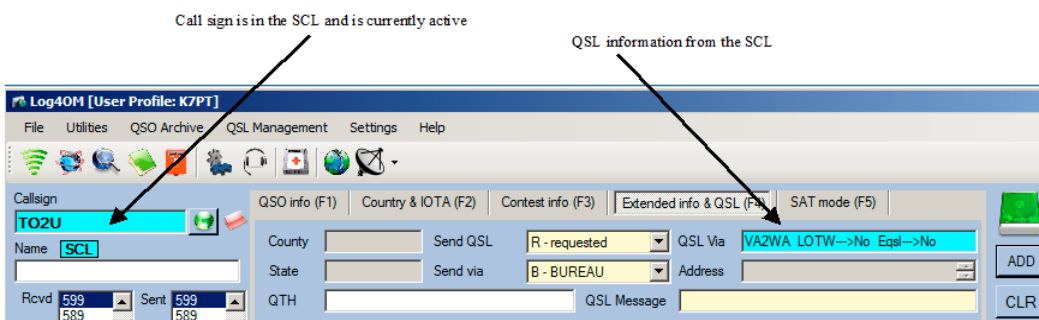 Call sign is in the SCL and is currently active
QSL information from the SCL
Log4OM [User Profile: K7PT]
File Utilities QSO Archive QSL Management Settings Help
Callsign
QSO info (F1) Country & IOTA (F2) Contest info (F3) Extended info & QSL (F4) SAT mode (F5)
TO2U
Name SCL
County Send QSL R - requested QSL Via VA2WA LOTW--->No Eqsl--->No
ADD
State Send via B - BUREAU Address
Rcvd 599 Sent 599 QTH QSL Message CLR
589 589